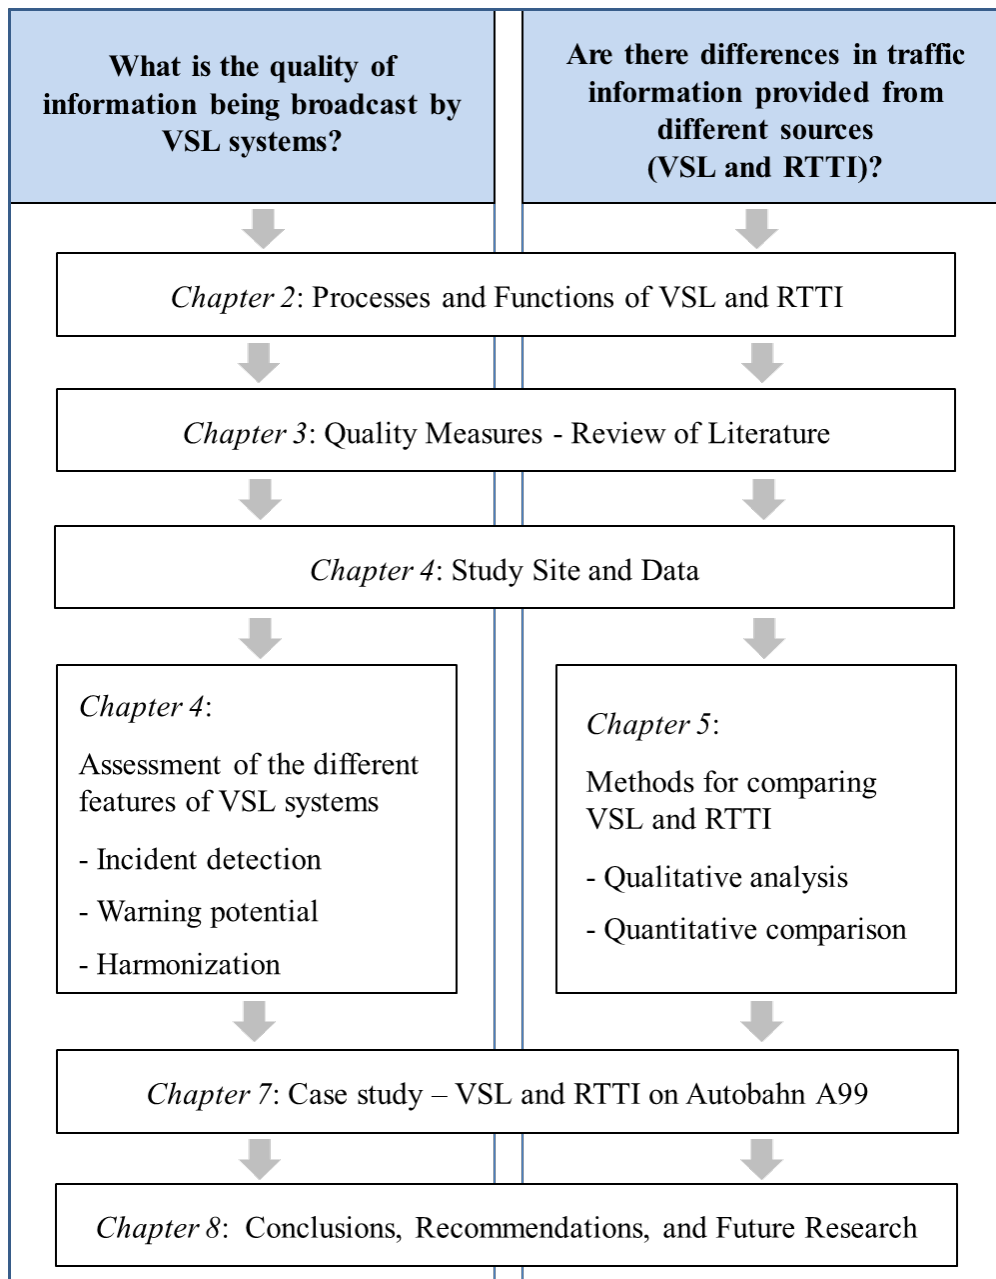 What is the quality of
information being broadcast by
VSL systems?
Are there differences in traffic
information provided from
different sources
(VSL and RTTI)?
Chapter 2: Processes and Functions of VSL and RTTI
Chapter 3: Quality Measures - Review of Literature
Chapter 4: Study Site and Data
Chapter 4:
Assessment of the different
features of VSL systems
- Incident detection
- Warning potential
- Harmonization
Chapter 5:
Methods for comparing
VSL and RTTI
- Qualitative analysis
- Quantitative comparison
Chapter 7: Case study – VSL and RTTI on Autobahn A99
Chapter 8: Conclusions, Recommendations, and Future Research